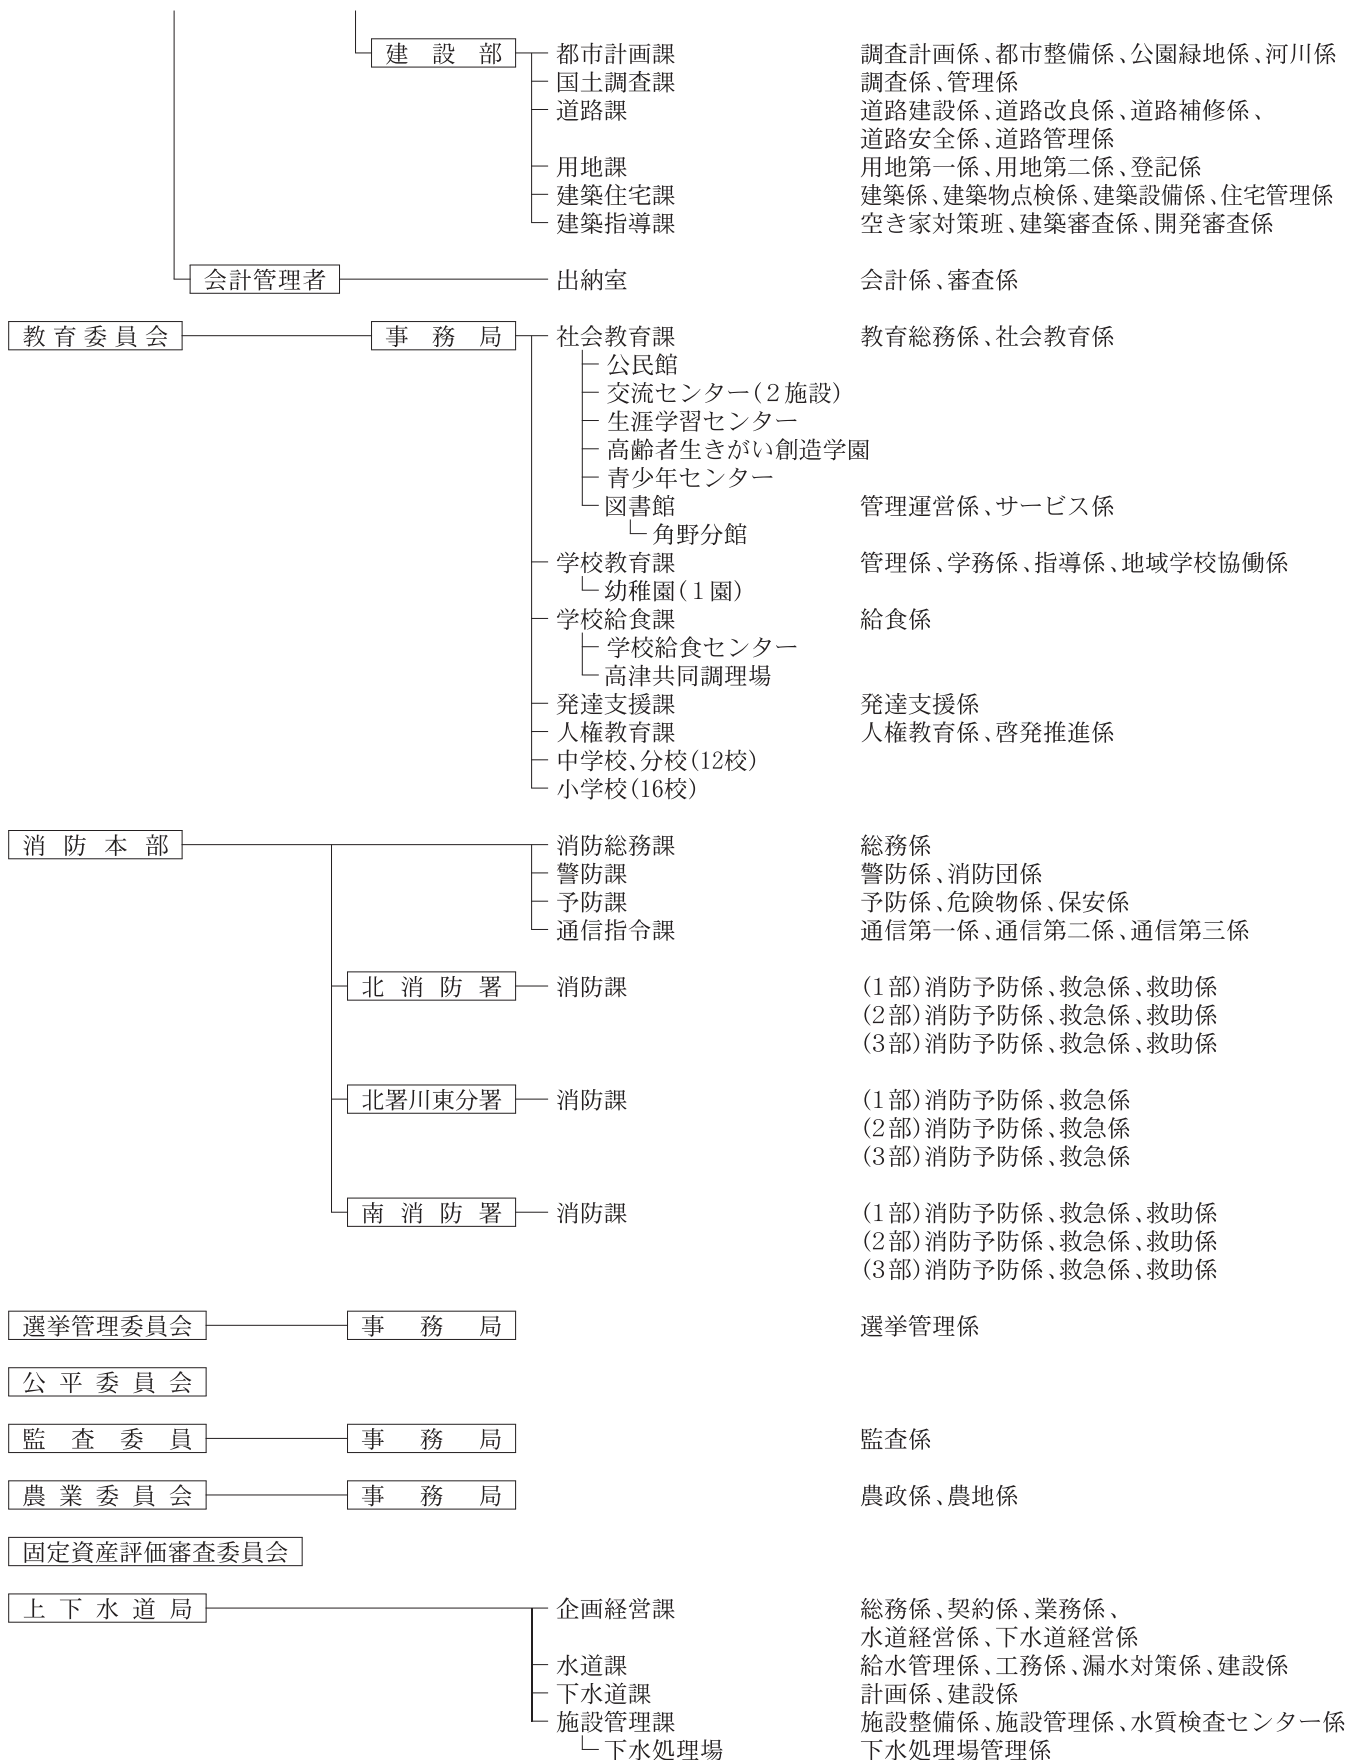 建設部 都市計画課 調査計画係、都市整備係、公園緑地係、河川係
国土調査課 調査係、管理係
道路課 道路建設係、道路改良係、道路補修係、
道路安全係、道路管理係
用地課 用地第一係、用地第二係、登記係
建築住宅課 建築係、建築物点検係、建築設備係、住宅管理係
建築指導課 空き家対策班、建築審査係、開発審査係
会計管理者 出納室 会計係、審査係
教育委員会 事務局 社会教育課 教育総務係、社会教育係
公民館
交流センター(2施設)
生涯学習センター
高齢者生きがい創造学園
青少年センター
図書館 管理運営係、サービス係
角野分館
学校教育課 管理係、学務係、指導係、地域学校協働係
幼稚園(1園)
学校給食課 給食係
学校給食センター
高津共同調理場
発達支援課 発達支援係
人権教育課 人権教育係、啓発推進係
中学校、分校(12校)
小学校(16校)
消防本部 消防総務課 総務係
警防課 警防係、消防団係
予防課 予防係、危険物係、保安係
通信指令課 通信第一係、通信第二係、通信第三係
北消防署 消防課 (1部)消防予防係、救急係、救助係
(2部)消防予防係、救急係、救助係
(3部)消防予防係、救急係、救助係
北署川東分署 消防課 (1部)消防予防係、救急係
(2部)消防予防係、救急係
(3部)消防予防係、救急係
南消防署 消防課 (1部)消防予防係、救急係、救助係
(2部)消防予防係、救急係、救助係
(3部)消防予防係、救急係、救助係
選挙管理委員会 事務局 選挙管理係
公平委員会
監査委員 事務局 監査係
農業委員会 事務局 農政係、農地係
固定資産評価審査委員会
上下水道局 企画経営課 総務係、契約係、業務係、
水道経営係、下水道経営係
水道課 給水管理係、工務係、漏水対策係、建設係
下水道課 計画係、建設係
施設管理課 施設整備係、施設管理係、水質検査センター係
下水処理場 下水処理場管理係